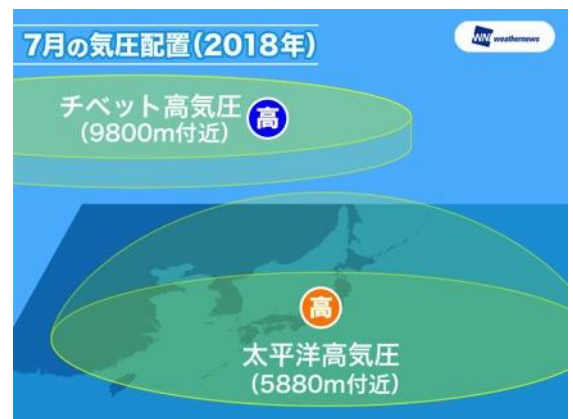 7月の気圧配置(2018年)
WN weathernews
チベット高気圧
(9800m付近)
高
高
太平洋高気圧
(5880m付近)